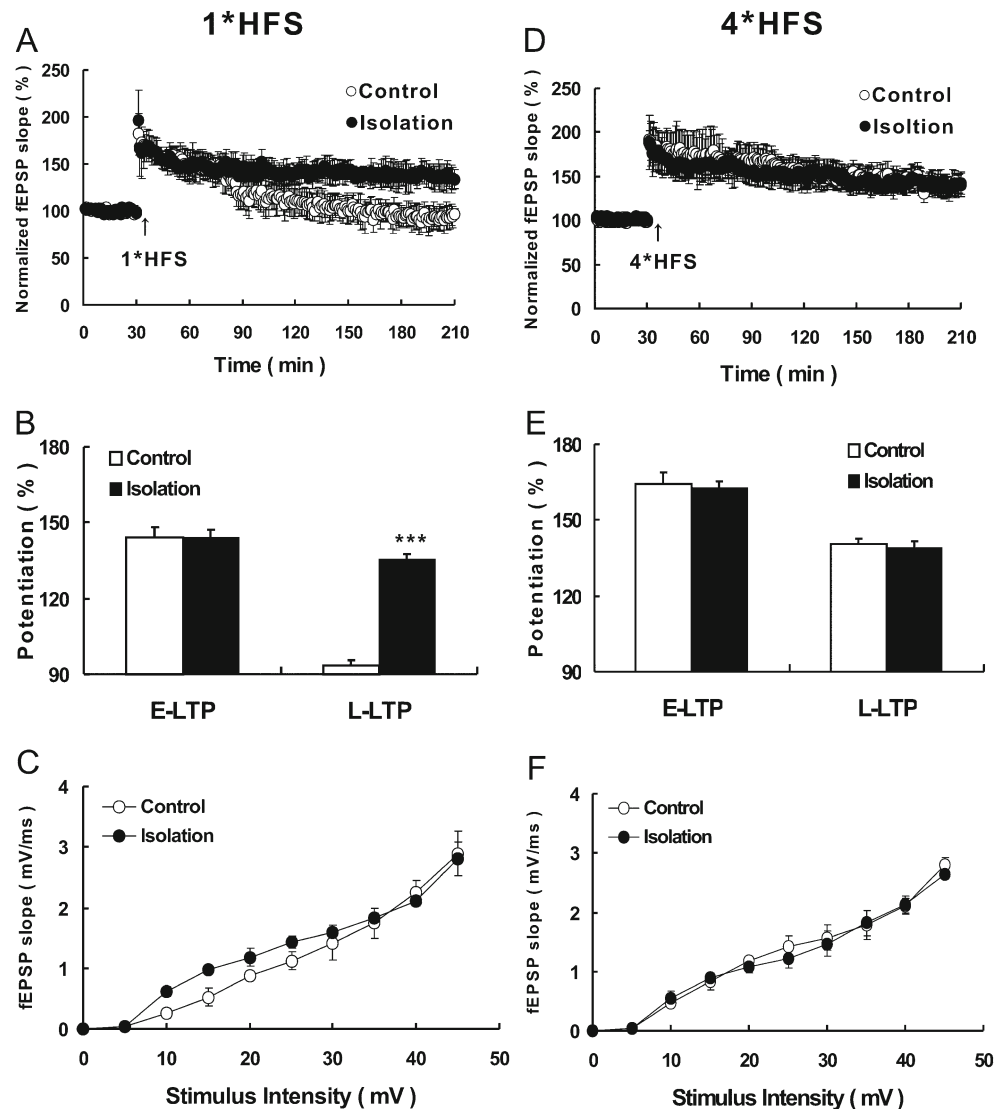 1*HFS
4*HFS
A
Normalized fEPSP slope ( % )
250
200
150
100
50
0
Control
Isolation
1*HFS
0 30 60 90 120 150 180 210
Time ( min )
D
Normalized fEPSP slope ( % )
250
200
150
100
50
0
Control
Isoltion
4*HFS
0 30 60 90 120 150 180 210
Time ( min )
B
Potentiation ( % )
180
150
120
90
Control
Isolation
***
E-LTP L-LTP
E
Potentiation ( % )
180
150
120
90
Control
Isolation
E-LTP L-LTP
C
fEPSP slope ( mV/ms )
4
3
2
1
0
Control
Isolation
0 10 20 30 40 50
Stimulus Intensity ( mV )
F
fEPSP slope ( mV/ms )
4
3
2
1
0
Control
Isolation
0 10 20 30 40 50
Stimulus Intensity ( mV )